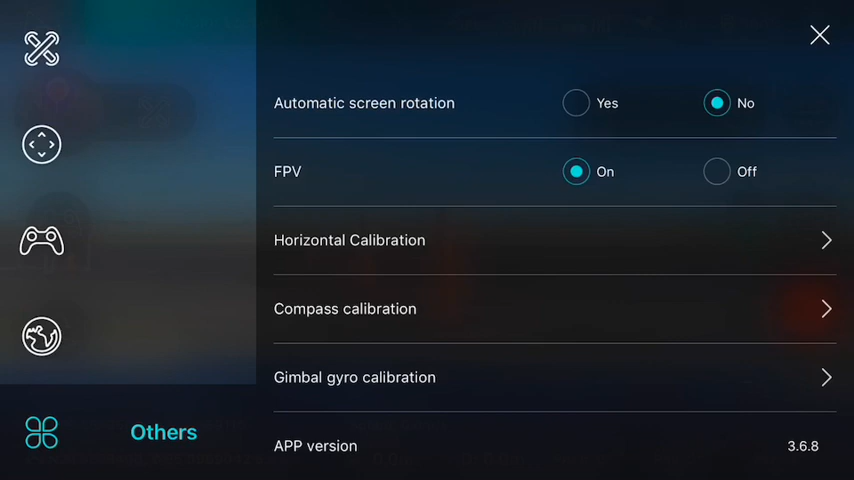 Automatic screen rotation Yes No
FPV On Off
Horizontal Calibration
Compass calibration
Gimbal gyro calibration
Others
APP version 3.6.8